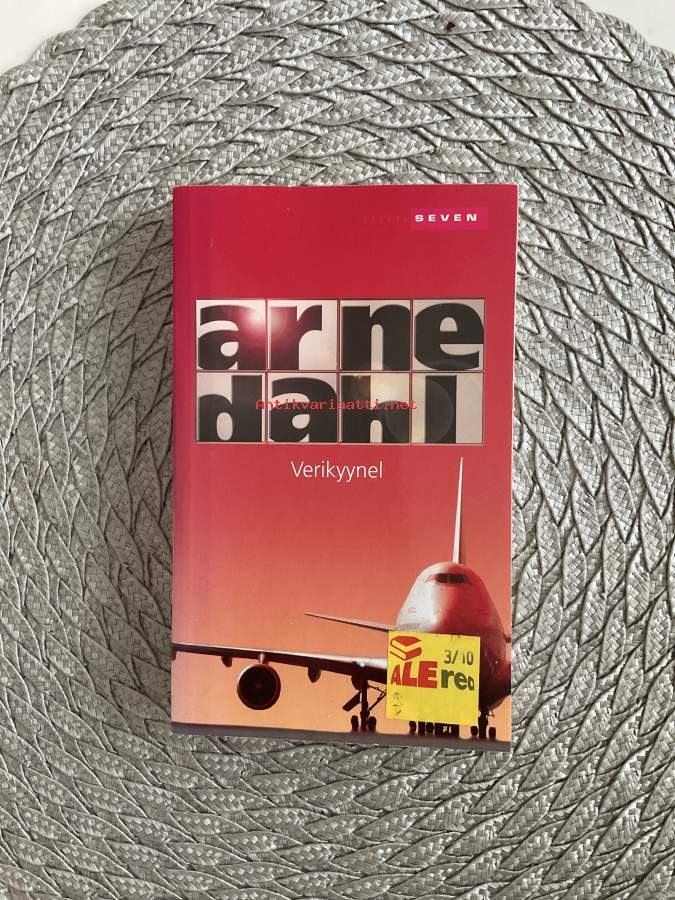 SEVEN
arne
dahl
Antikvariaatti.net
Verikyynel
3/10
ALE rea